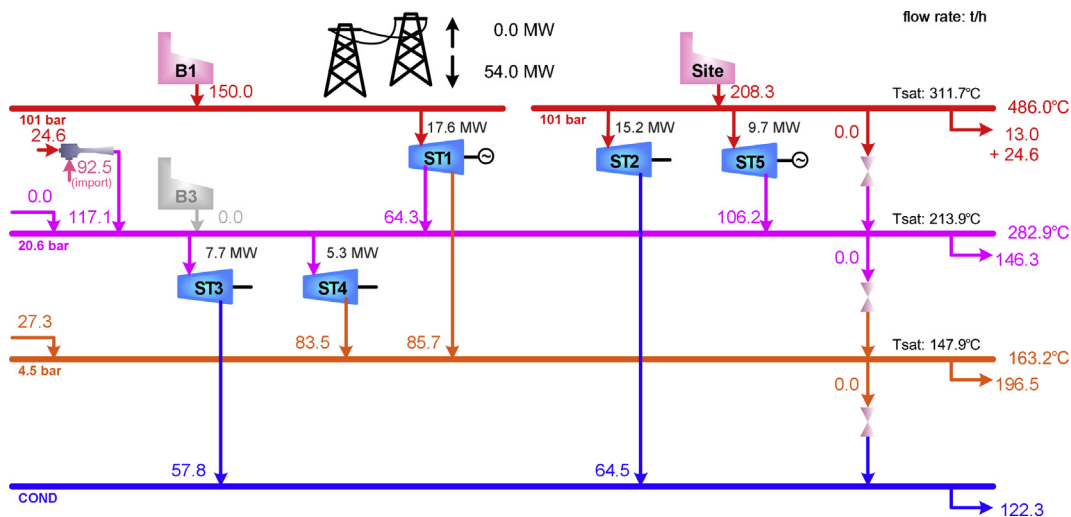 flow rate: t/h
0.0 MW
54.0 MW
B1
Site
150.0
208.3
Tsat: 311.7℃
486.0℃
101 bar
101 bar
13.0
+ 24.6
24.6
17.6 MW
15.2 MW
9.7 MW
0.0
ST1
ST2
ST5
92.5
(import)
B3
0.0
117.1
0.0
64.3
106.2
Tsat: 213.9℃
282.9℃
20.6 bar
146.3
7.7 MW
5.3 MW
0.0
ST3
ST4
27.3
83.5
85.7
Tsat: 147.9℃
163.2℃
4.5 bar
196.5
0.0
57.8
64.5
COND
122.3